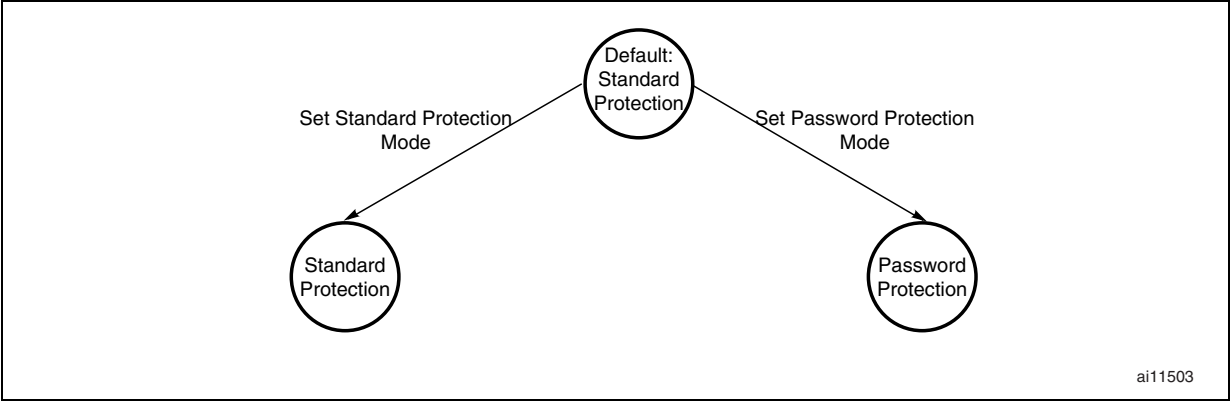 Default:
Standard
Protection
Set Standard Protection
Mode
Set Password Protection
Mode
Standard
Protection
Password
Protection
ai11503